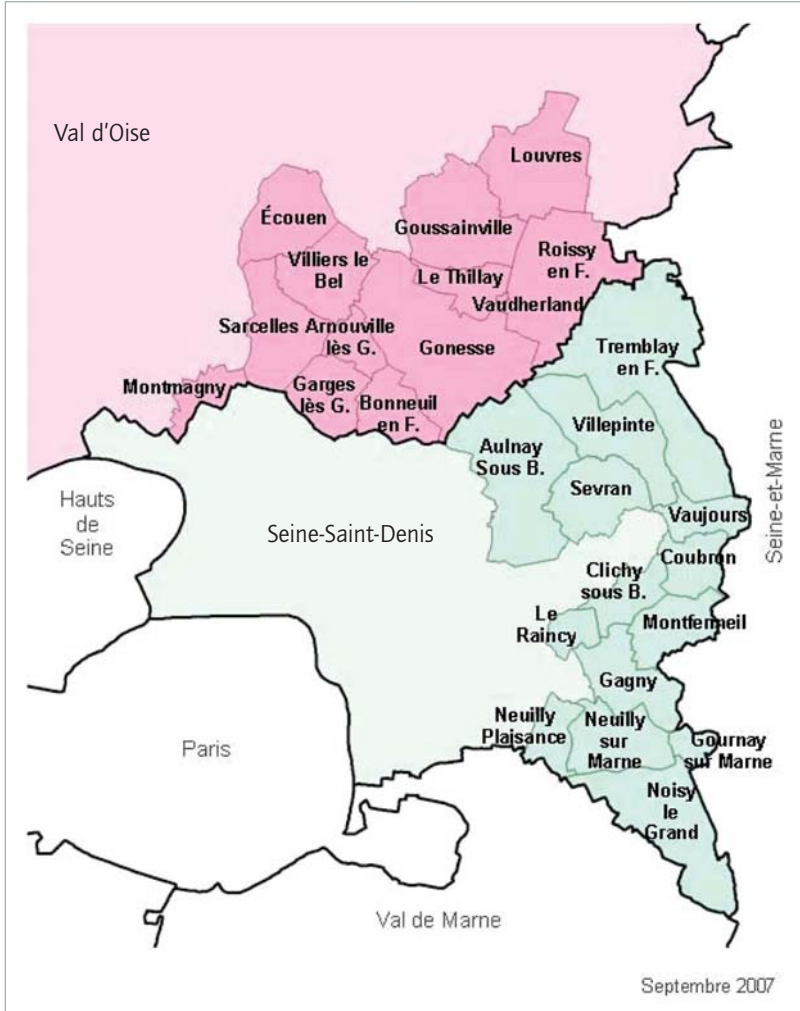 Val d'Oise
Louvres
Écouen
Goussainville
Villiers le
Bel
Roissy
en F.
Le Thillay
Vaudherland
Sarcelles
Arnouville
lès G.
Gonesse
Tremblay
en F.
Montmagny
Garges
lès G.
Bonneuil
en F.
Villepinte
Aulnay
Sous B.
Sevran
Hauts
de
Seine
Seine-Saint-Denis
Vaujours
Seine-et-Marne
Coubron
Clichy
sous B.
Le
Raincy
Montfermeil
Gagny
Paris
Neuilly
Plaisance
Neuilly
sur
Marne
Gournay
sur Marne
Noisy
le
Grand
Val de Marne
Septembre 2007